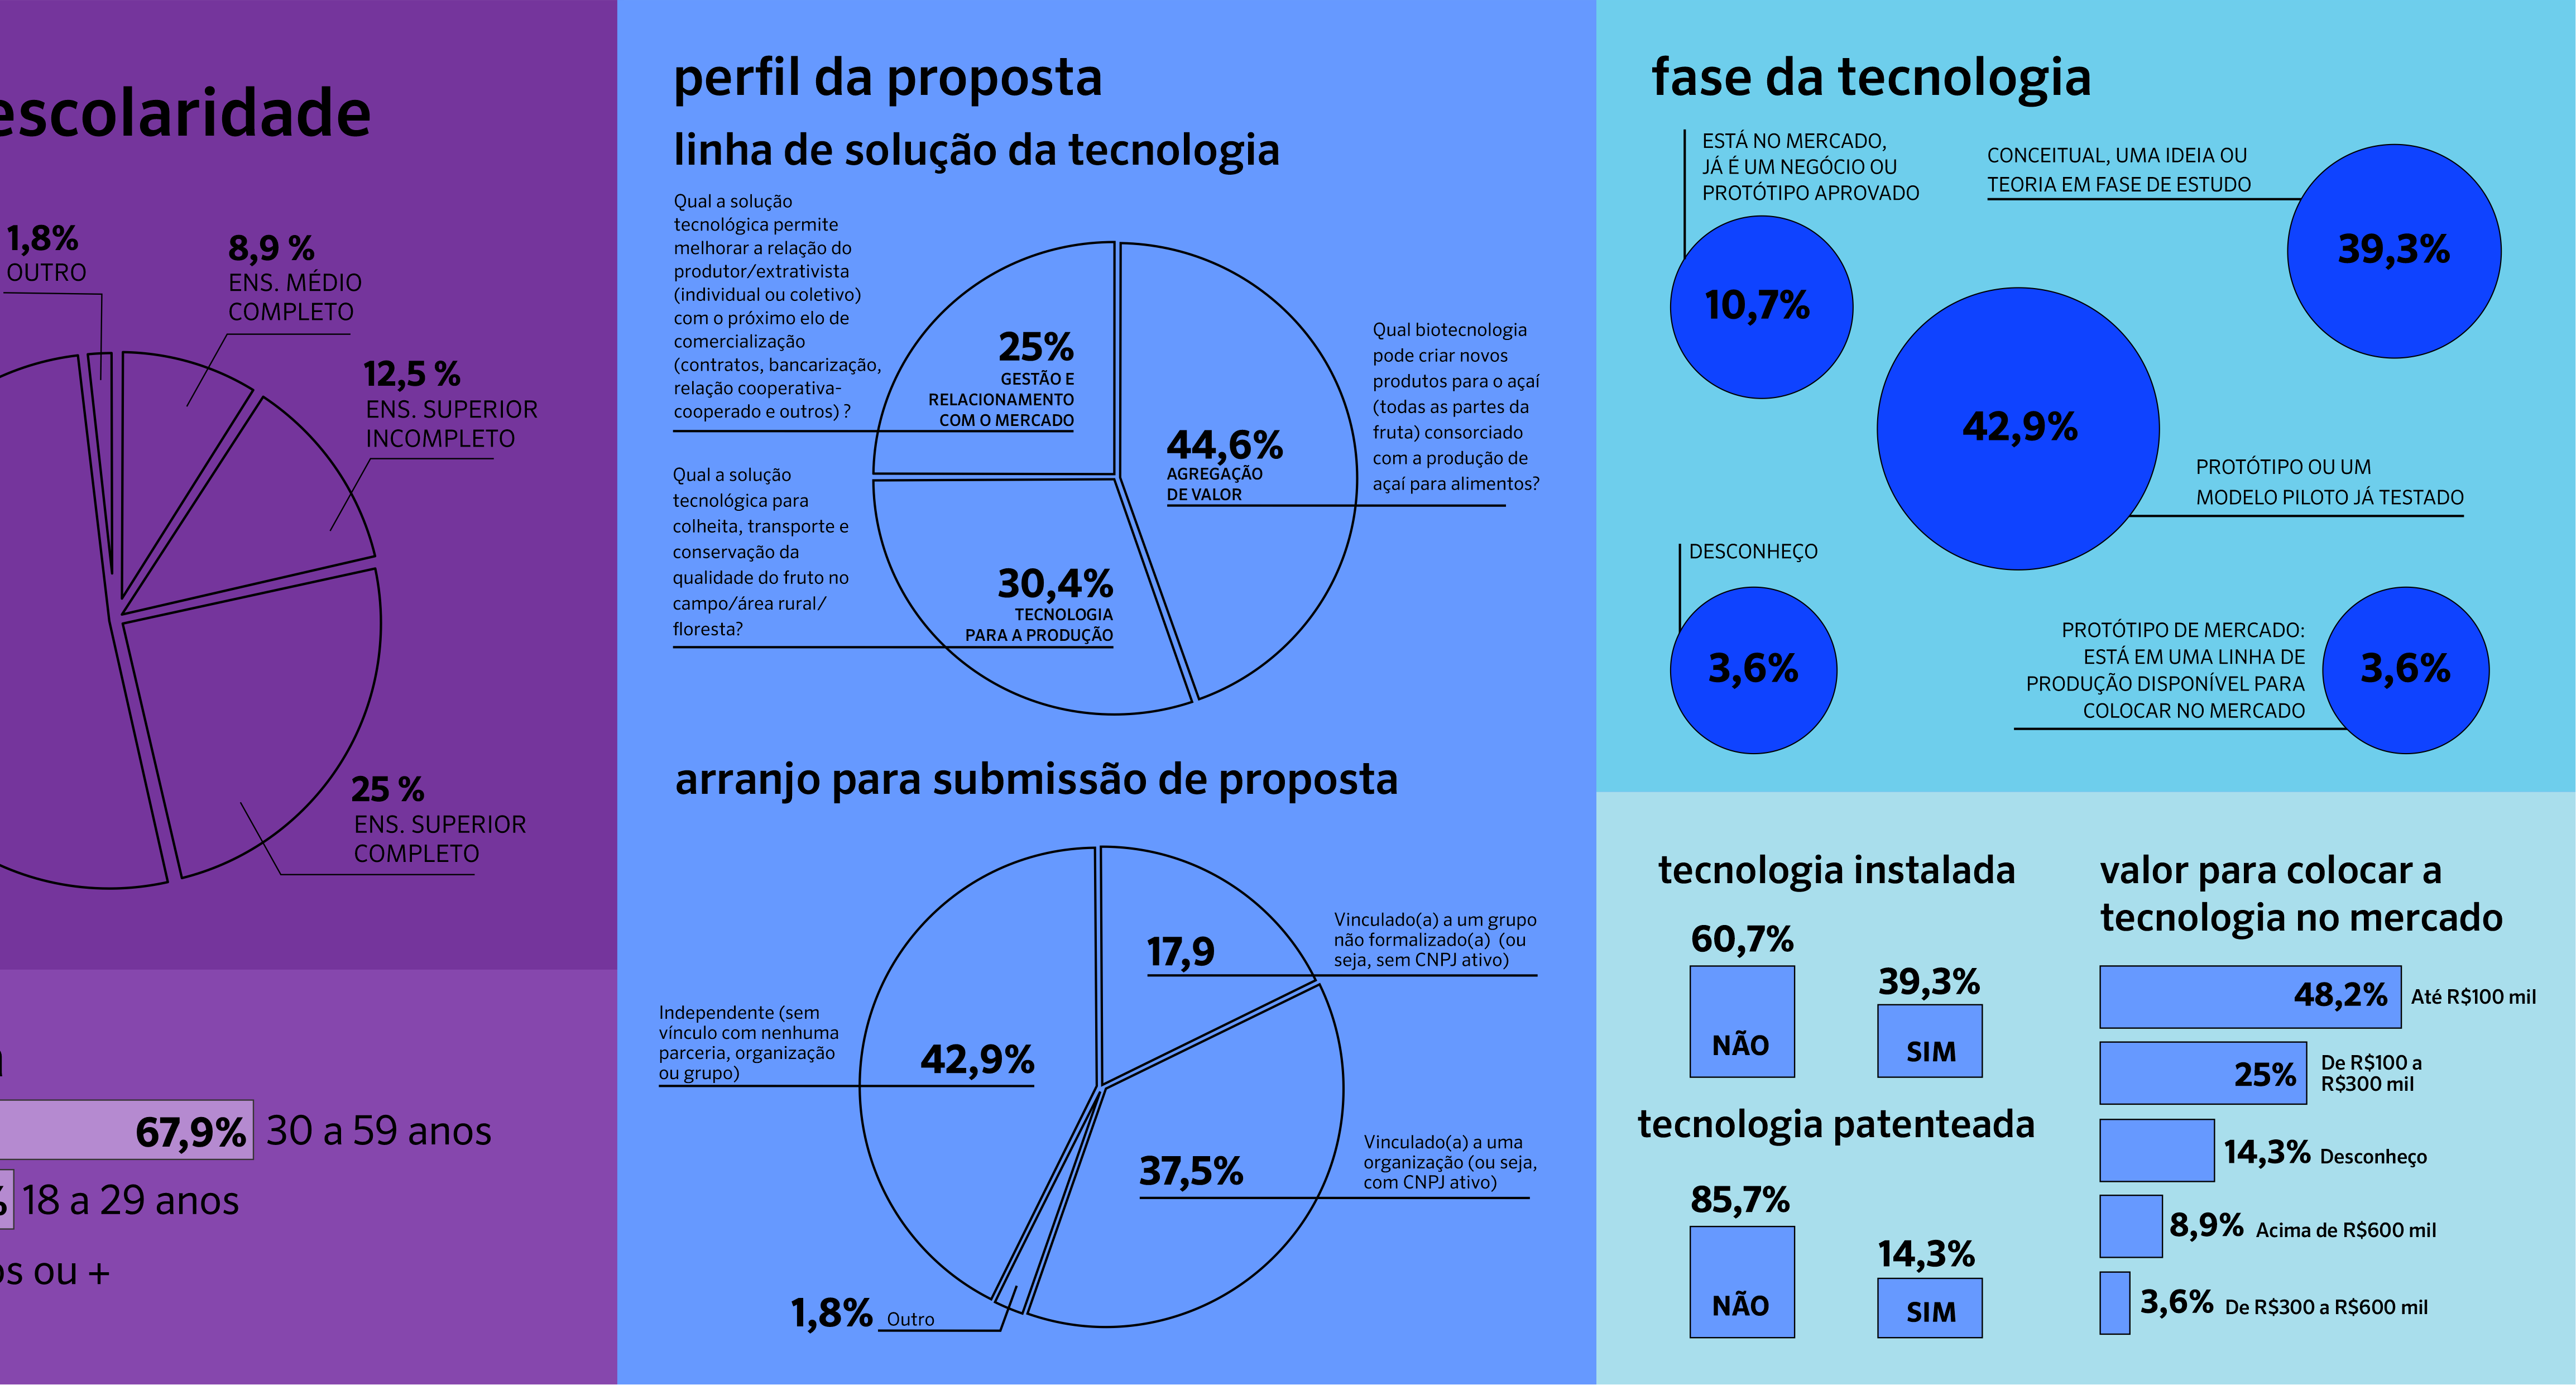 escolaridade
1,8%
OUTRO
8,9 %
ENS. MÉDIO
COMPLETO
12,5 %
ENS. SUPERIOR
INCOMPLETO
25 %
ENS. SUPERIOR
COMPLETO
67,9% 30 a 59 anos
% 18 a 29 anos
ou +
perfil da proposta
linha de solução da tecnologia
Qual a solução
tecnológica permite
melhorar a relação do
produtor/extrativista
(individual ou coletivo)
com o próximo elo de
comercialização
(contratos, bancarização,
relação cooperativa-
cooperado e outros) ?
25%
GESTÃO E
RELACIONAMENTO
COM O MERCADO
Qual biotecnologia
pode criar novos
produtos para o açaí
(todas as partes da
fruta) consorciado
com a produção de
açaí para alimentos?
44,6%
AGREGAÇÃO
DE VALOR
Qual a solução
tecnológica para
colheita, transporte e
conservação da
qualidade do fruto no
campo/área rural/
floresta?
30,4%
TECNOLOGIA
PARA A PRODUÇÃO
arranjo para submissão de proposta
17,9
Vinculado(a) a um grupo
não formalizado(a) (ou
seja, sem CNPJ ativo)
Independente (sem
vínculo com nenhuma
parceria, organização
ou grupo)
42,9%
37,5%
Vinculado(a) a uma
organização (ou seja,
com CNPJ ativo)
1,8% Outro
fase da tecnologia
ESTÁ NO MERCADO,
JÁ É UM NEGÓCIO OU
PROTÓTIPO APROVADO
10,7%
CONCEITUAL, UMA IDEIA OU
TEORIA EM FASE DE ESTUDO
39,3%
42,9%
PROTÓTIPO OU UM
MODELO PILOTO JÁ TESTADO
DESCONHEÇO
3,6%
PROTÓTIPO DE MERCADO:
ESTÁ EM UMA LINHA DE
PRODUÇÃO DISPONÍVEL PARA
COLOCAR NO MERCADO
3,6%
tecnologia instalada
60,7%
NÃO
39,3%
SIM
tecnologia patenteada
85,7%
NÃO
14,3%
SIM
valor para colocar a
tecnologia no mercado
48,2% Até R$100 mil
25% De R$100 a
R$300 mil
14,3% Desconheço
8,9% Acima de R$600 mil
3,6% De R$300 a R$600 mil